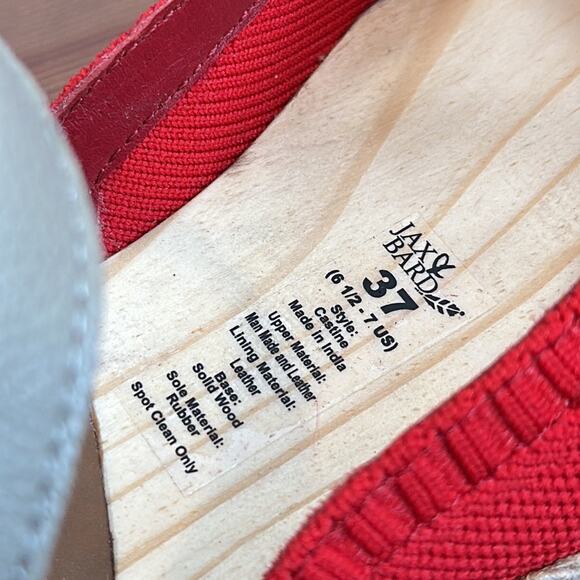 JAX &
BARD®
37
(6 1/2 - 7 US)
Style:
Castine
Made in India
Upper Material:
Man Made and Leather
Lining Material:
Leather
Base:
Solid Wood
Sole Material:
Rubber
Spot Clean Only